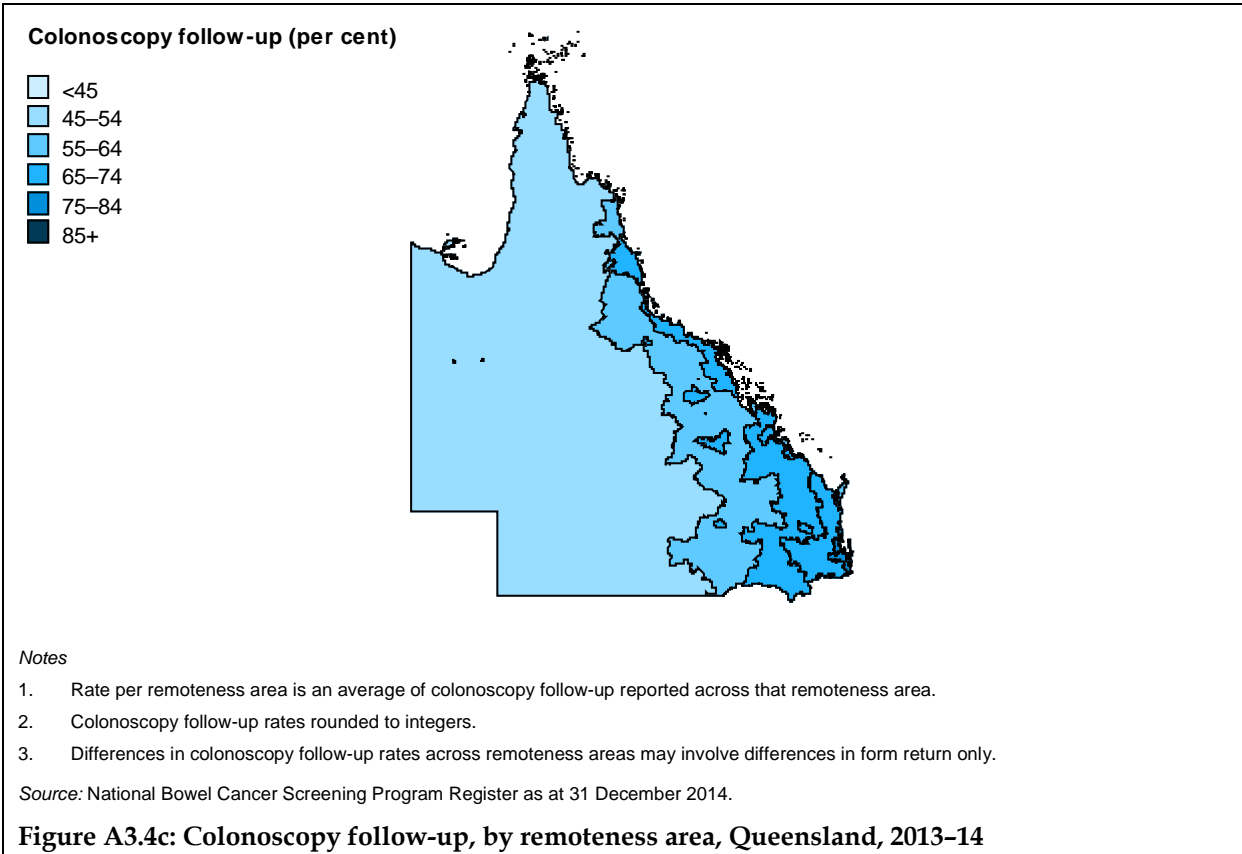 Colonoscopy follow-up (per cent)
<45
45–54
55–64
65–74
75–84
85+
Notes
1. Rate per remoteness area is an average of colonoscopy follow-up reported across that remoteness area.
2. Colonoscopy follow-up rates rounded to integers.
3. Differences in colonoscopy follow-up rates across remoteness areas may involve differences in form return only.
Source: National Bowel Cancer Screening Program Register as at 31 December 2014.
Figure A3.4c: Colonoscopy follow-up, by remoteness area, Queensland, 2013–14